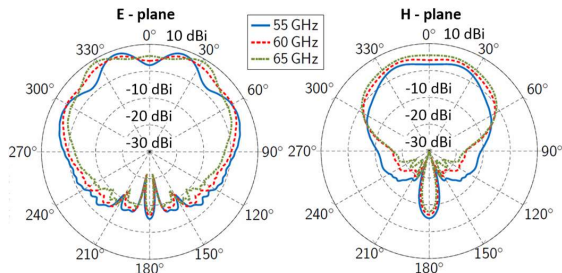 E - plane
H - plane
55 GHz
60 GHz
65 GHz
0° 10 dBi
330° 30°
300° 60°
-10 dBi
-20 dBi
-30 dBi
270° 90°
240° 120°
210° 150°
180°
0° 10 dBi
330° 30°
300° 60°
-10 dBi
-20 dBi
-30 dBi
270° 90°
240° 120°
210° 150°
180°